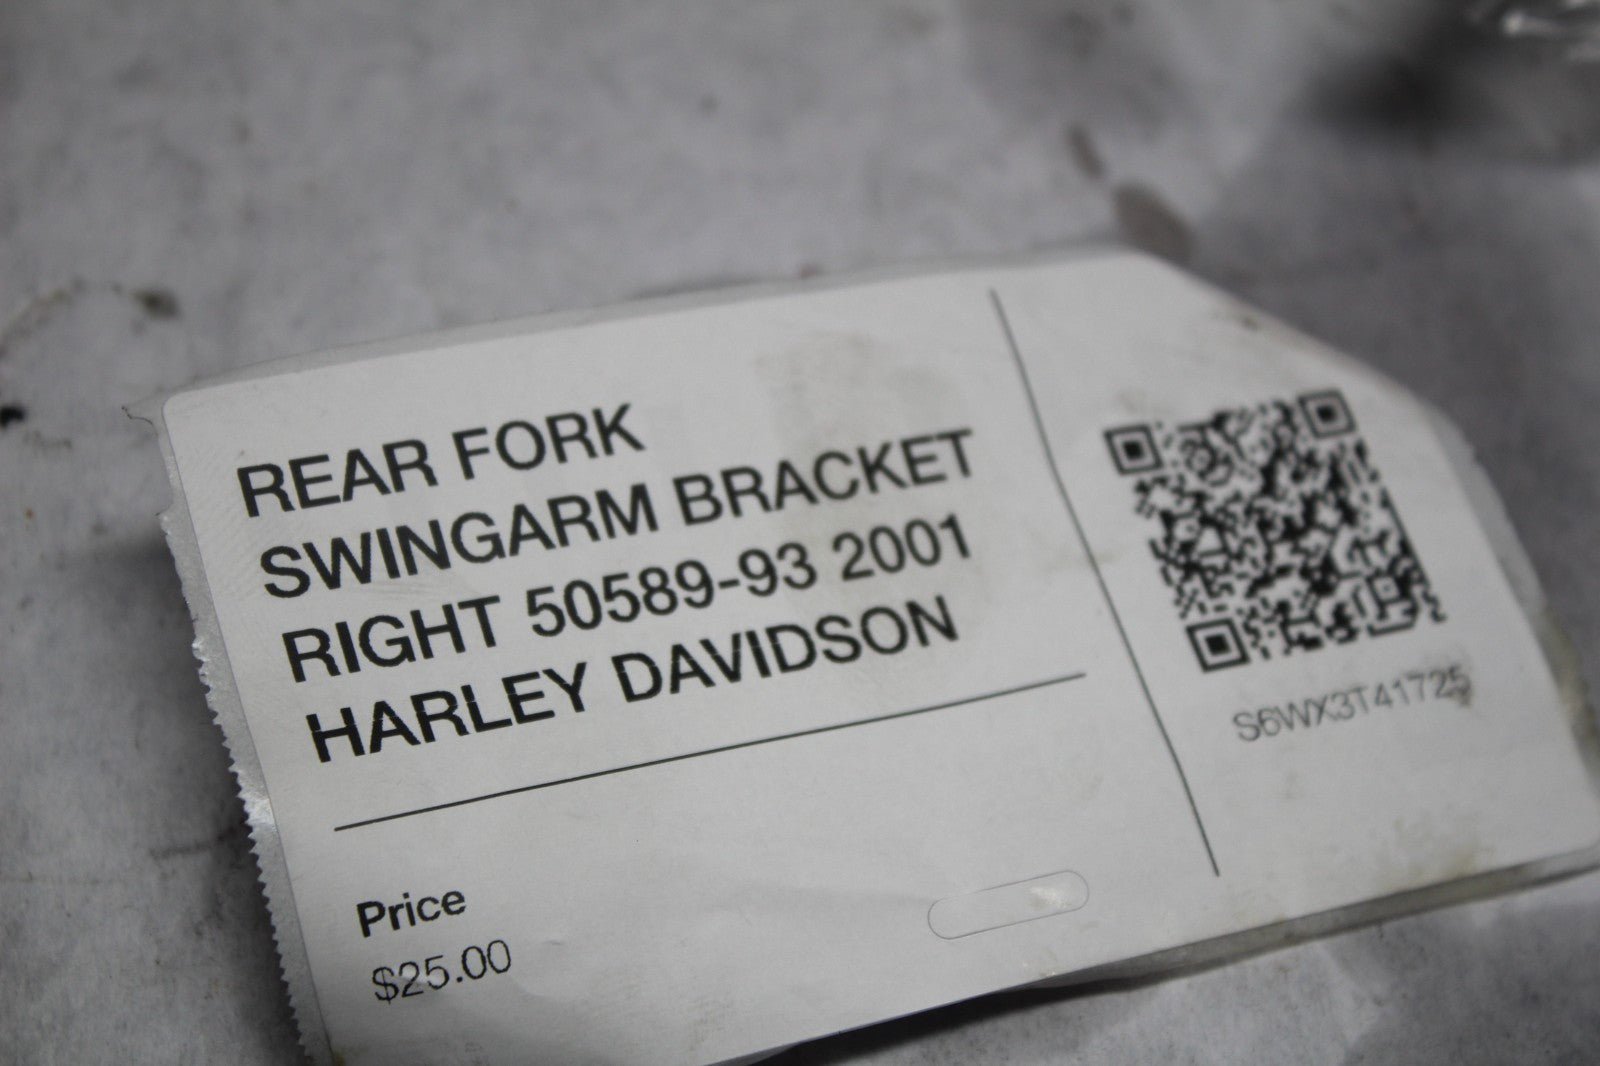 REAR FORK
SWINGARM BRACKET
RIGHT 50589-93 2001
HARLEY DAVIDSON
Price
$25.00
S6WX3T41725